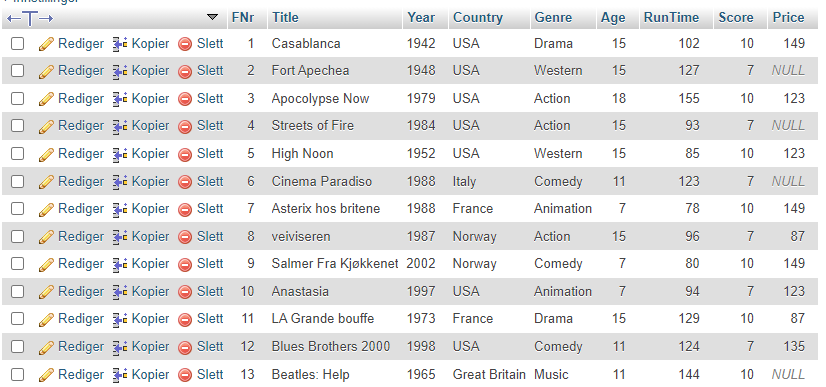 FNr Title Year Country Genre Age RunTime Score Price
Rediger Kopier Slett 1 Casablanca 1942 USA Drama 15 102 10 149
Rediger Kopier Slett 2 Fort Apechea 1948 USA Western 15 127 7 NULL
Rediger Kopier Slett 3 Apocolypse Now 1979 USA Action 18 155 10 123
Rediger Kopier Slett 4 Streets of Fire 1984 USA Action 15 93 7 NULL
Rediger Kopier Slett 5 High Noon 1952 USA Western 15 85 10 123
Rediger Kopier Slett 6 Cinema Paradiso 1988 Italy Comedy 11 123 7 NULL
Rediger Kopier Slett 7 Asterix hos britene 1988 France Animation 7 78 10 149
Rediger Kopier Slett 8 veiviseren 1987 Norway Action 15 96 7 87
Rediger Kopier Slett 9 Salmer Fra Kjøkkenet 2002 Norway Comedy 7 80 10 149
Rediger Kopier Slett 10 Anastasia 1997 USA Animation 7 94 7 123
Rediger Kopier Slett 11 LA Grande bouffe 1973 France Drama 15 129 10 87
Rediger Kopier Slett 12 Blues Brothers 2000 1998 USA Comedy 11 124 7 135
Rediger Kopier Slett 13 Beatles: Help 1965 Great Britain Music 11 144 10 NULL